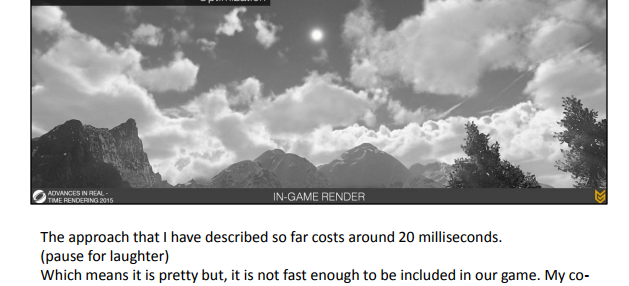 Optimization
ADVANCES IN REAL -
TIME RENDERING 2015
IN-GAME RENDER
The approach that I have described so far costs around 20 milliseconds.
(pause for laughter)
Which means it is pretty but, it is not fast enough to be included in our game. My co-